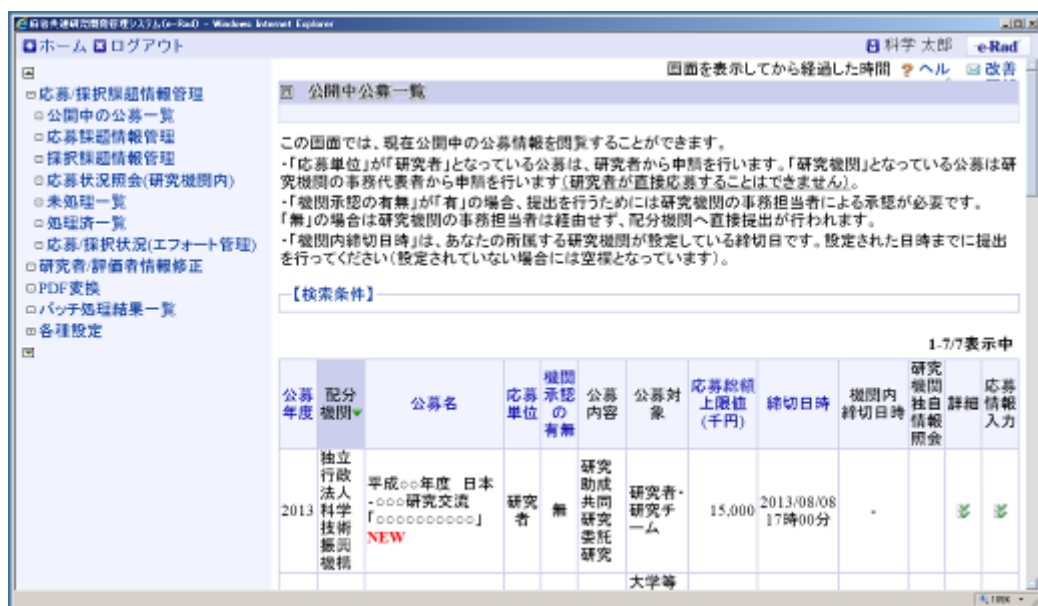 府省共通研究開発管理システム(e-Rad) - Windows Internet Explorer
ホーム ログアウト
科学 太郎
e-Rad
画面を表示してから経過した時間 ヘル 改善
応募/採択課題情報管理
公開中の公募一覧
応募課題情報管理
採択課題情報管理
応募状況照会(研究機関内)
未処理一覧
処理済一覧
応募/採択状況(エフォート管理)
研究者/評価者情報修正
PDF変換
バッチ処理結果一覧
各種設定
公開中公募一覧
この画面では、現在公開中の公募情報を閲覧することができます。
・「応募単位」が「研究者」となっている公募は、研究者から申請を行います。「研究機関」となっている公募は研
究機関の事務代表者から申請を行います(研究者が直接応募することはできません)。
・「機関承認の有無」が「有」の場合、提出を行うためには研究機関の事務担当者による承認が必要です。
「無」の場合は研究機関の事務担当者は経由せず、配分機関へ直接提出が行われます。
・「機関内締切日時」は、あなたの所属する研究機関が設定している締切日です。設定された日時までに提出
を行ってください(設定されていない場合には空欄となっています)。
【検索条件】
1-7/7表示中
公募
年度
配分
機関▼
公募名
応募
単位
機関
承認
の
有無
公募
内容
公募対
象
応募総額
上限値
(千円)
締切日時
機関内
締切日時
研究
機関
独自
情報
照会
詳細
応募
情報
入力
2013
独立
行政
法人
科学
技術
振興
機構
平成○○年度 日本
-○○○研究交流
「○○○○○○○○○○」
NEW
研究
者
無
研究
助成
共同
研究
委託
研究
研究者・
研究チ
ーム
15,000
2013/08/08
17時00分
-
大学等
100%